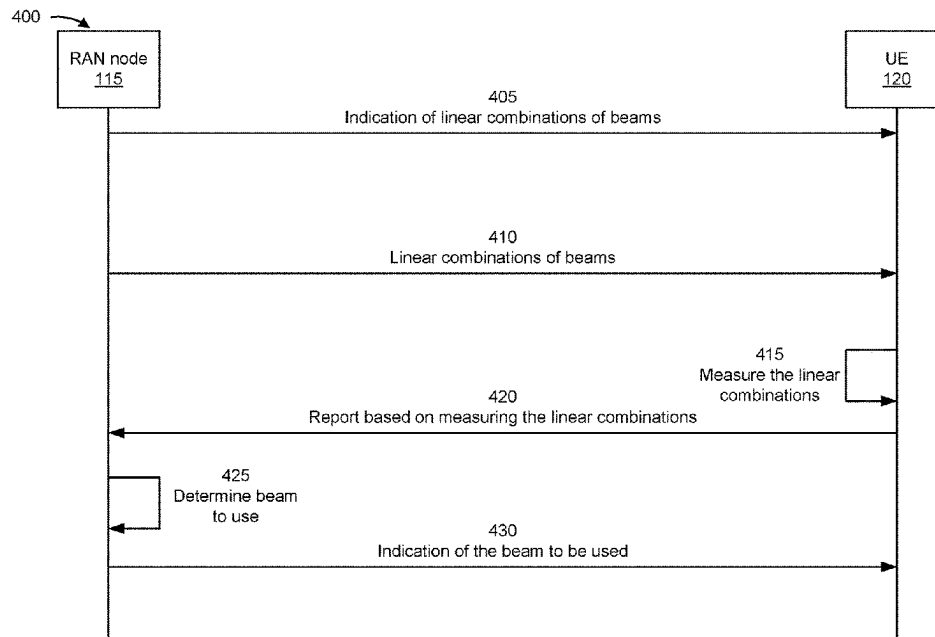 400
RAN node
115
UE
120
405
Indication of linear combinations of beams
410
Linear combinations of beams
415
Measure the linear
combinations
420
Report based on measuring the linear combinations
425
Determine beam
to use
430
Indication of the beam to be used